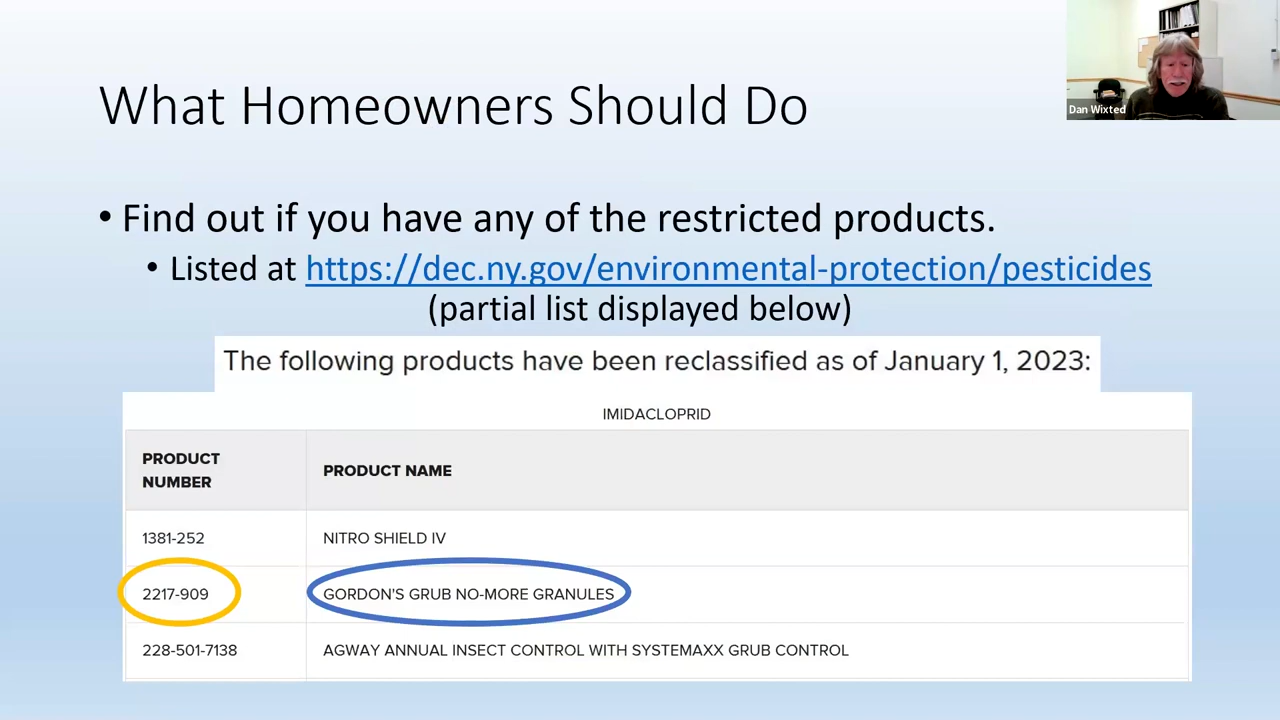 What Homeowners Should Do
Dan Wixted
• Find out if you have any of the restricted products.
• Listed at https://dec.ny.gov/environmental-protection/pesticides
(partial list displayed below)
The following products have been reclassified as of January 1, 2023:
IMIDACLOPRID
PRODUCT NUMBER
PRODUCT NAME
1381-252
NITRO SHIELD IV
2217-909
GORDON'S GRUB NO-MORE GRANULES
228-501-7138
AGWAY ANNUAL INSECT CONTROL WITH SYSTEMAXX GRUB CONTROL